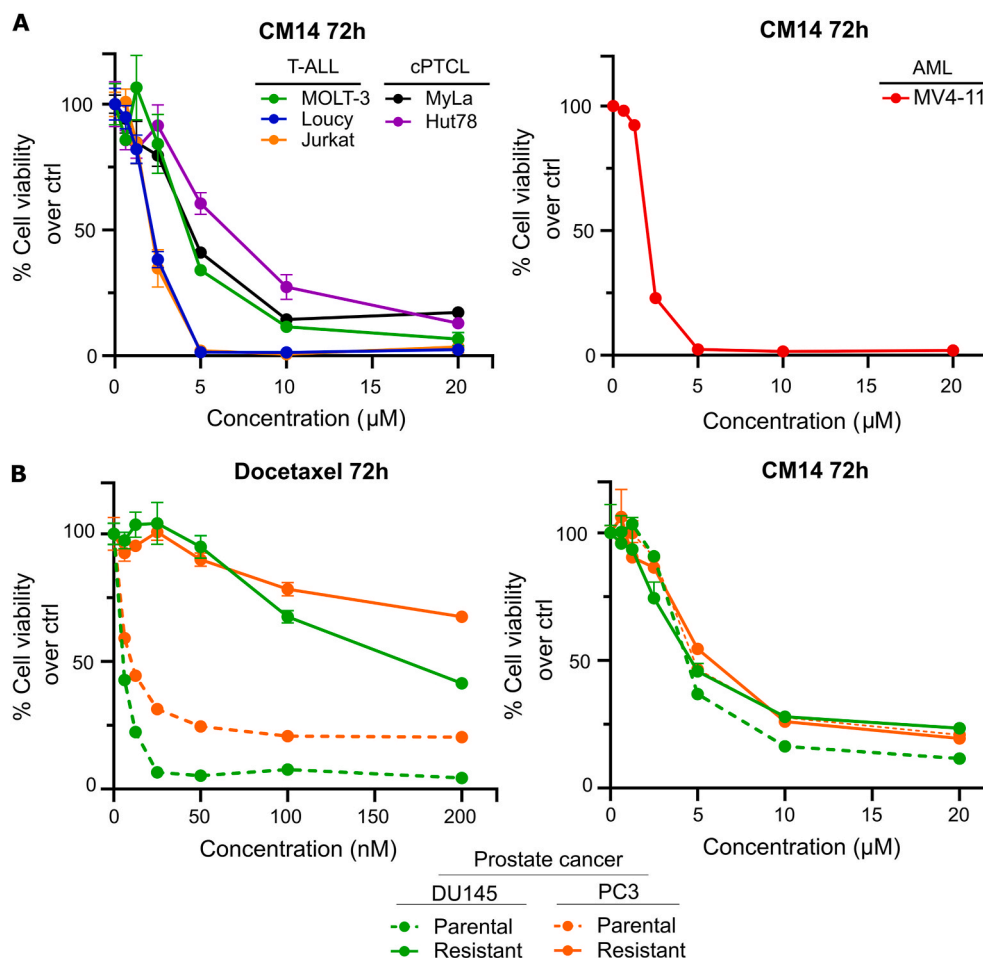 A
CM14 72h
T-ALL
cPTCL
MOLT-3
MyLa
Loucy
Hut78
Jurkat
% Cell viability
over ctrl
100
50
0
0 5 10 15 20
Concentration (µM)
CM14 72h
AML
MV4-11
% Cell viability
over ctrl
100
50
0
0 5 10 15 20
Concentration (µM)
B
Docetaxel 72h
% Cell viability
over ctrl
100
50
0
0 50 100 150 200
Concentration (nM)
CM14 72h
% Cell viability
over ctrl
100
50
0
0 5 10 15 20
Concentration (µM)
Prostate cancer
DU145
PC3
Parental
Parental
Resistant
Resistant